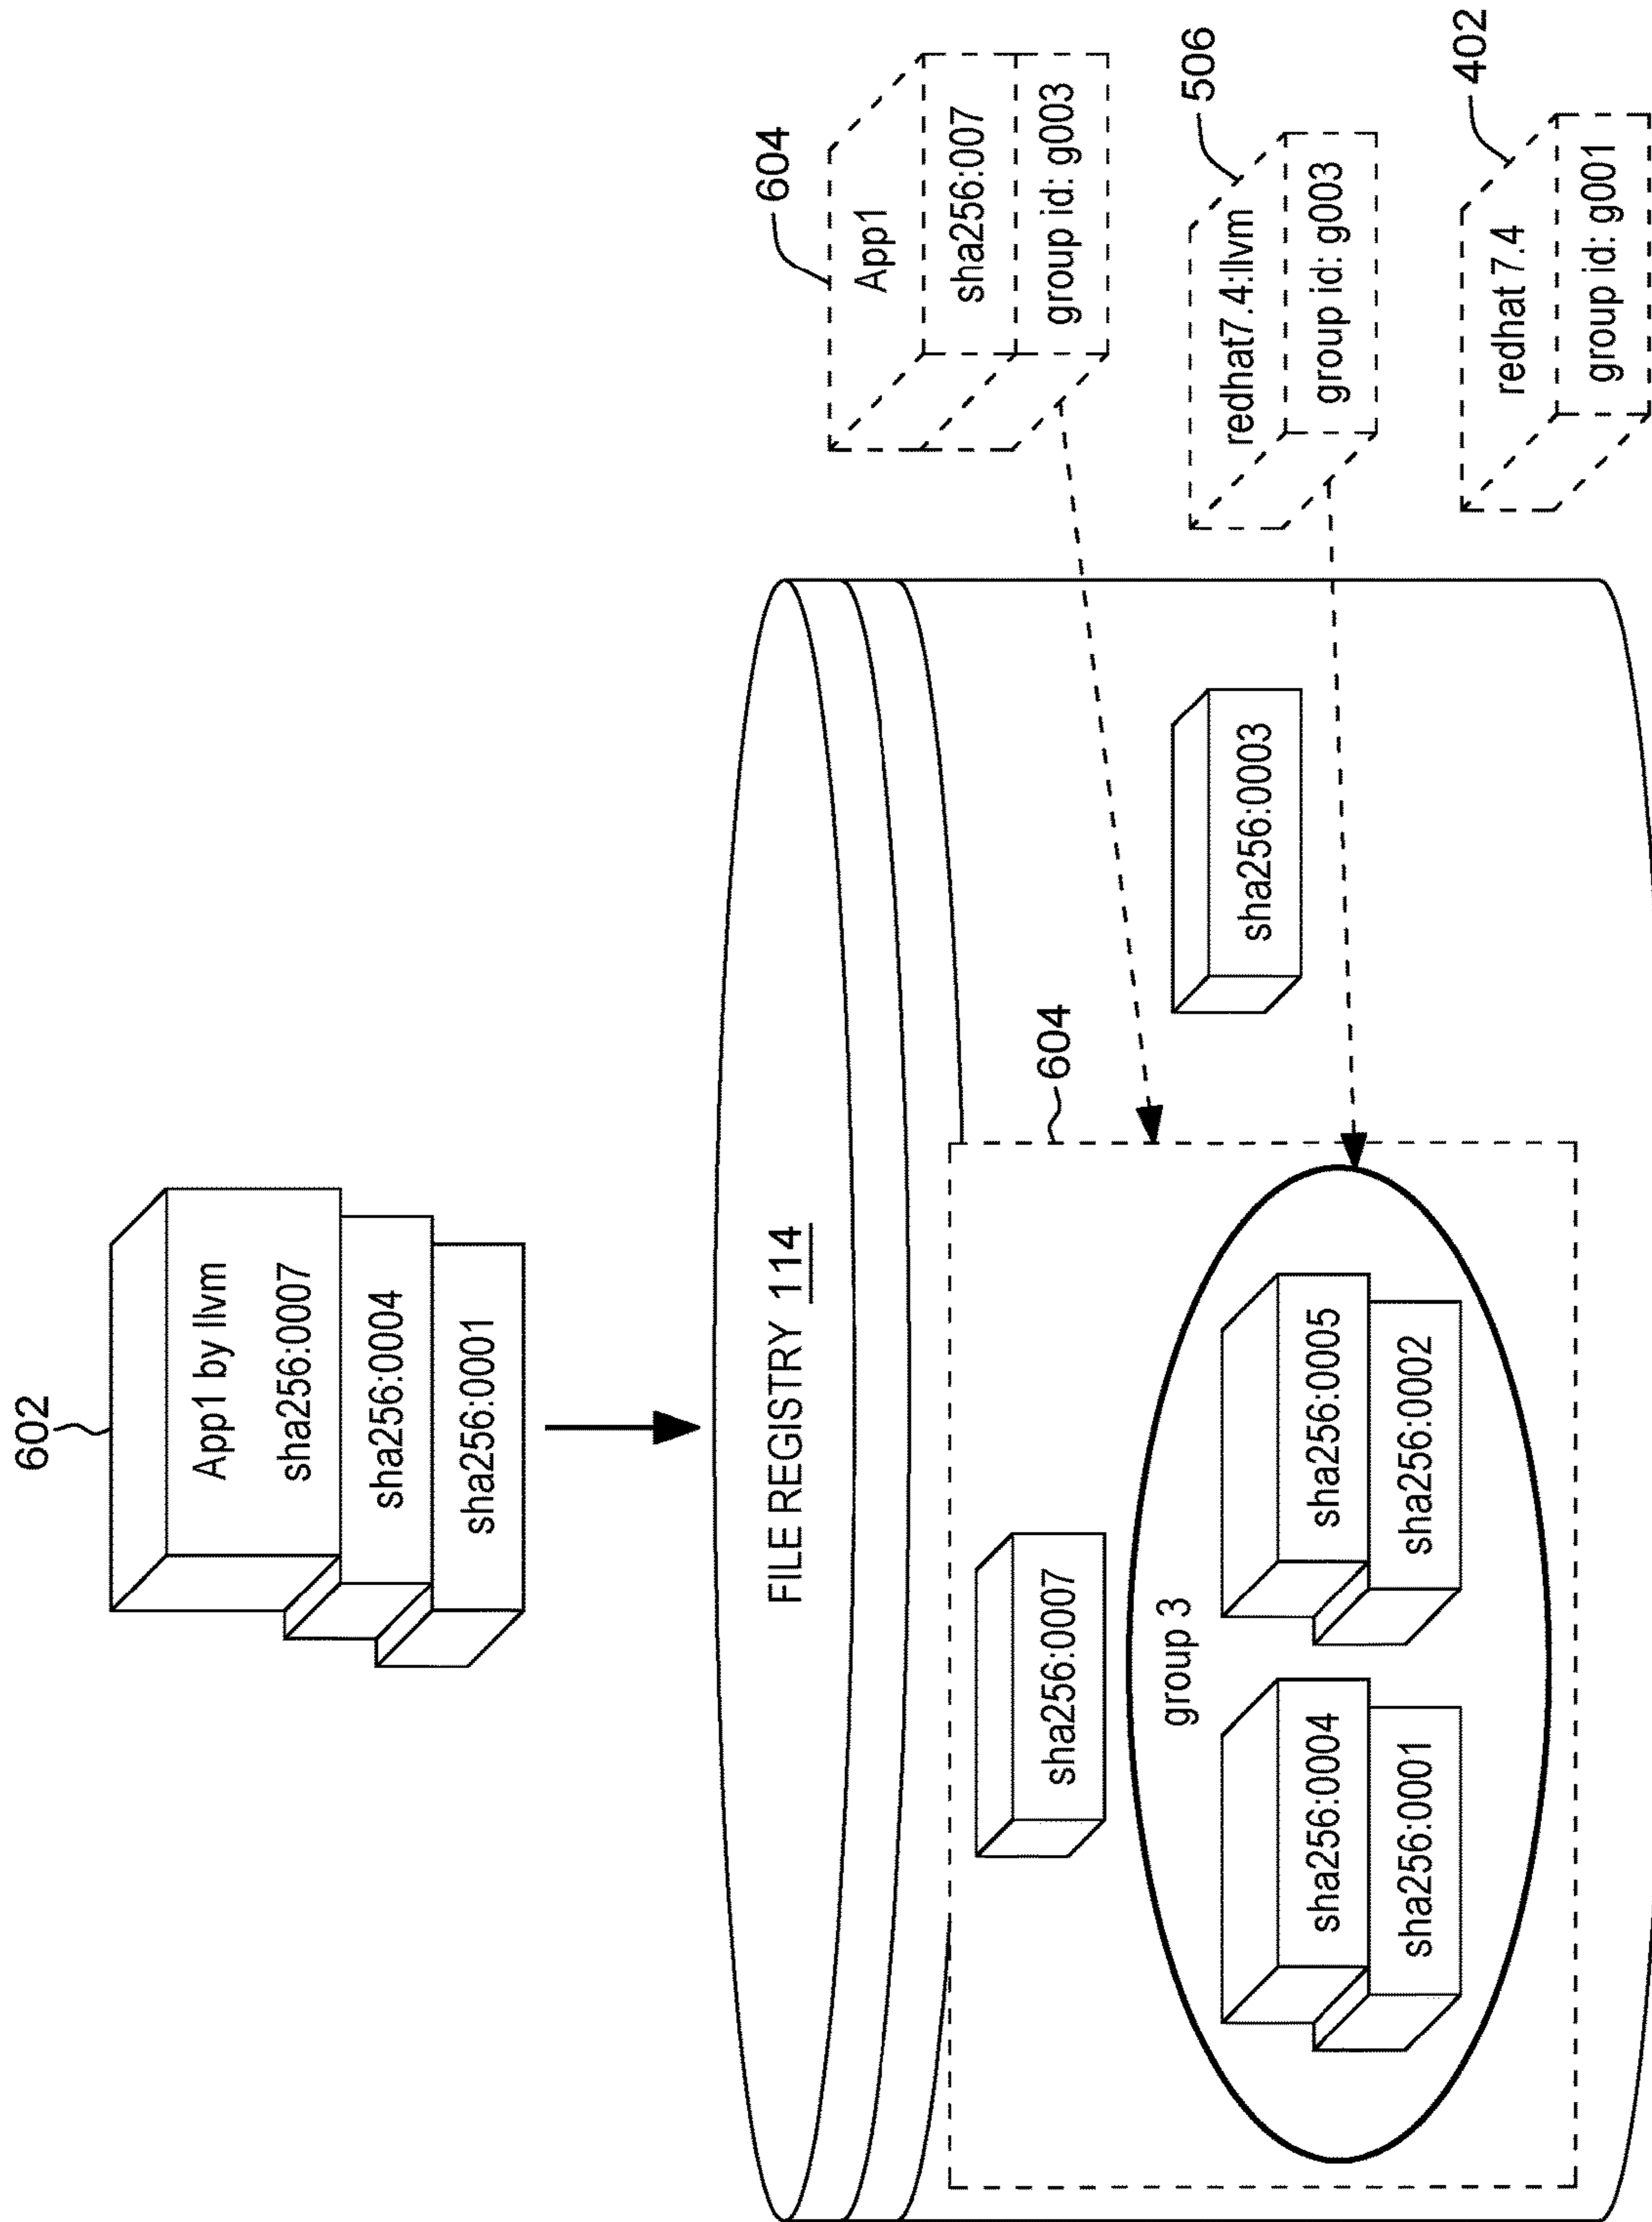 602
App1 by llvm
sha256:0007
sha256:0004
sha256:0001
FILE REGISTRY 114
604
App1
sha256:007
group id: g003
506
redhat7.4:llvm
group id: g003
402
redhat 7.4
group id: g001
604
sha256:0003
sha256:0007
group 3
sha256:0004
sha256:0001
sha256:0005
sha256:0002